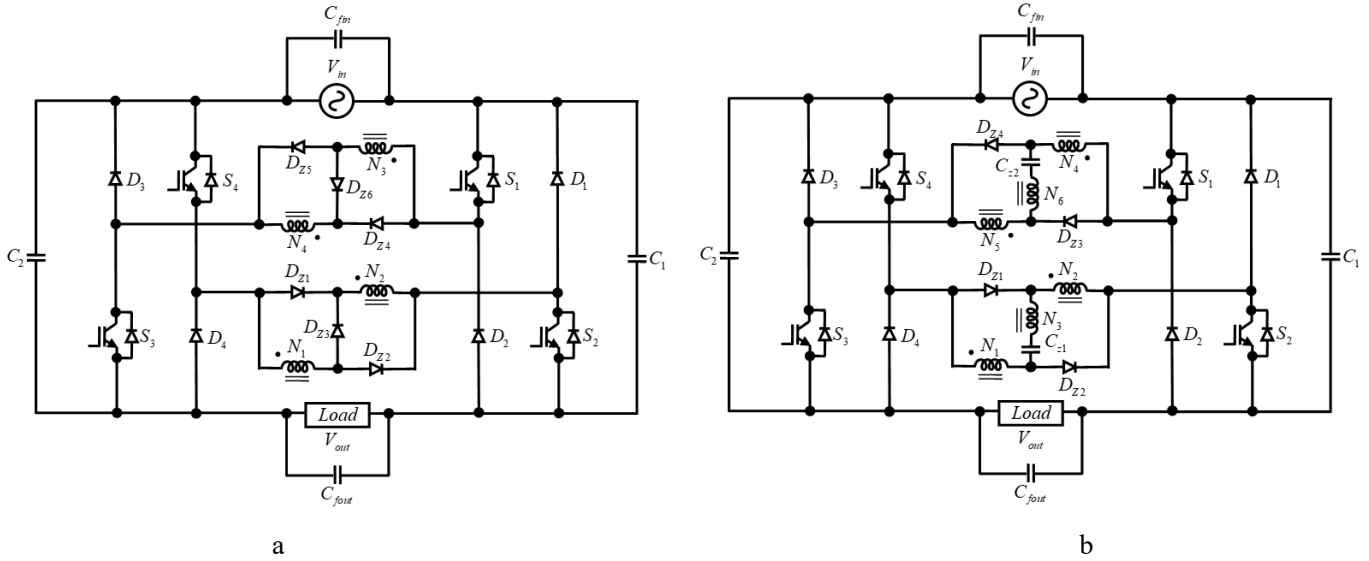 C_fin
V_in
D_3
S_4
D_Z5
N_3
D_Z6
S_1
D_1
N_4
D_Z4
C_2
C_1
D_Z1
N_2
D_Z3
S_3
D_4
N_1
D_Z2
D_2
S_2
Load
V_out
C_fout
a
C_fin
V_in
D_3
S_4
D_Z4
C_z2
N_4
N_6
S_1
D_1
N_5
D_Z3
C_2
C_1
D_Z1
N_2
N_3
S_3
D_4
N_1
C_z1
D_Z2
D_2
S_2
Load
V_out
C_fout
b